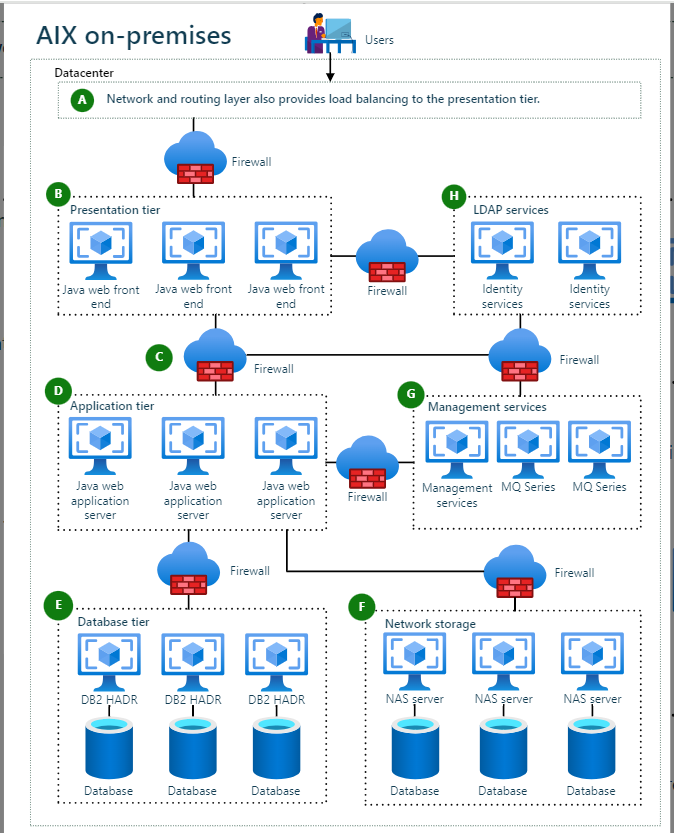 AIX on-premises
Users
Datacenter
A
Network and routing layer also provides load balancing to the presentation tier.
Firewall
B
Presentation tier
Java web front
end
Java web front
end
Java web front
end
Firewall
H
LDAP services
Identity
services
Identity
services
C
Firewall
Firewall
D
Application tier
Java web
application
server
Java web
application
server
Java web
application
server
Firewall
G
Management services
Management
services
MQ Series
MQ Series
Firewall
Firewall
E
Database tier
DB2 HADR
DB2 HADR
DB2 HADR
Database
Database
Database
F
Network storage
NAS server
NAS server
NAS server
Database
Database
Database